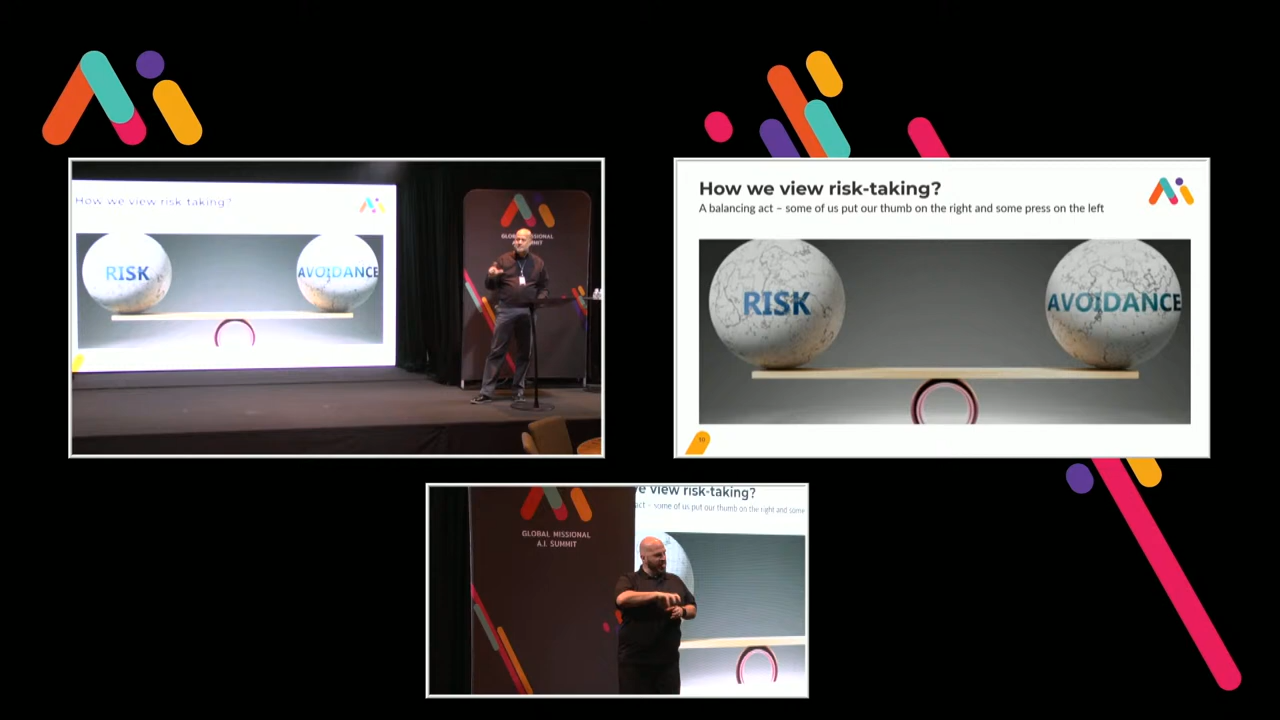 How we view risk taking?
RISK
AVOIDANCE
GLOBAL MISSIONAL
A.I. SUMMIT
How we view risk-taking?
A balancing act – some of us put our thumb on the right and some press on the left
RISK
AVOIDANCE
10
we view risk-taking?
act – some of us put our thumb on the right and some
GLOBAL MISSIONAL
A.I. SUMMIT